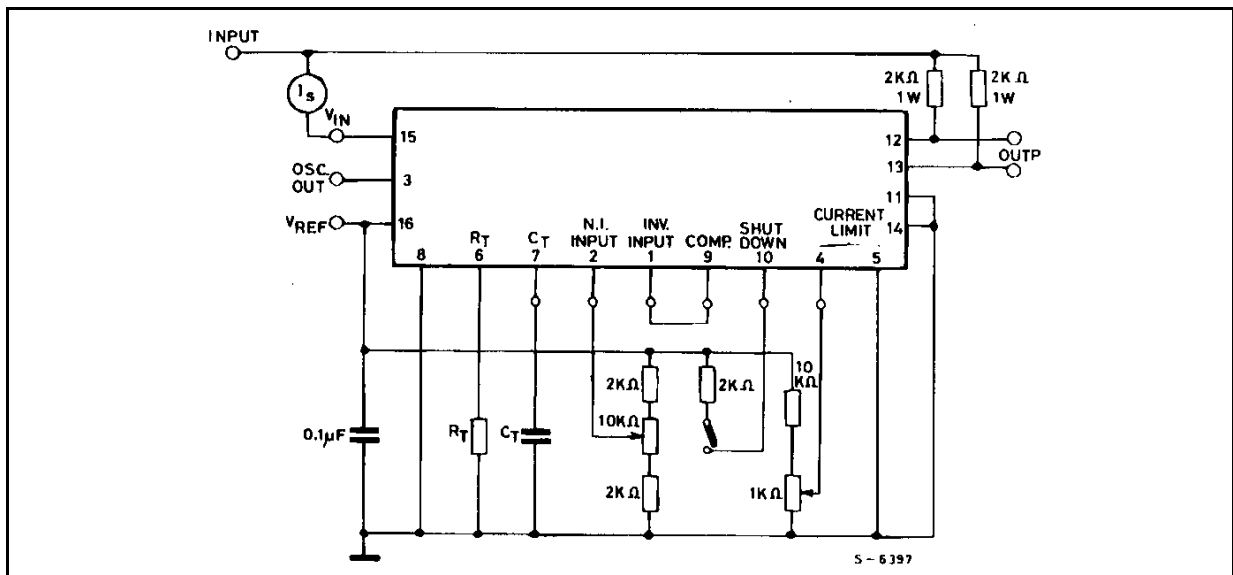 INPUT
2KΩ
1W
2KΩ
1W
Is
VIN
15
12
OUTP
OSC.
OUT
3
13
11
VREF
16
14
CURRENT
LIMIT
N.I.
INPUT
INV.
INPUT
SHUT
DOWN
RT
CT
COMP.
8
6
7
2
1
9
10
4
5
2KΩ
2KΩ
10
KΩ
10KΩ
0.1µF
RT
CT
2KΩ
1KΩ
S-6397